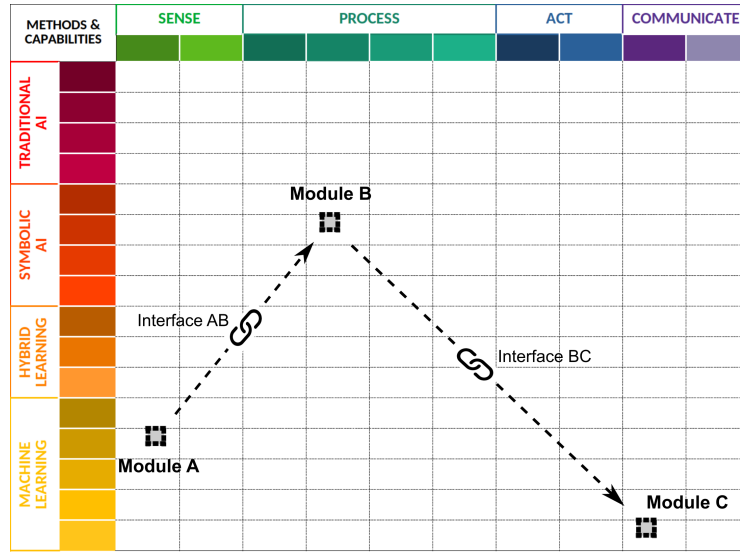 METHODS &
CAPABILITIES
SENSE
PROCESS
ACT
COMMUNICATE
TRADITIONAL
AI
SYMBOLIC
AI
HYBRID
LEARNING
MACHINE
LEARNING
Module B
Interface AB
Interface BC
Module A
Module C